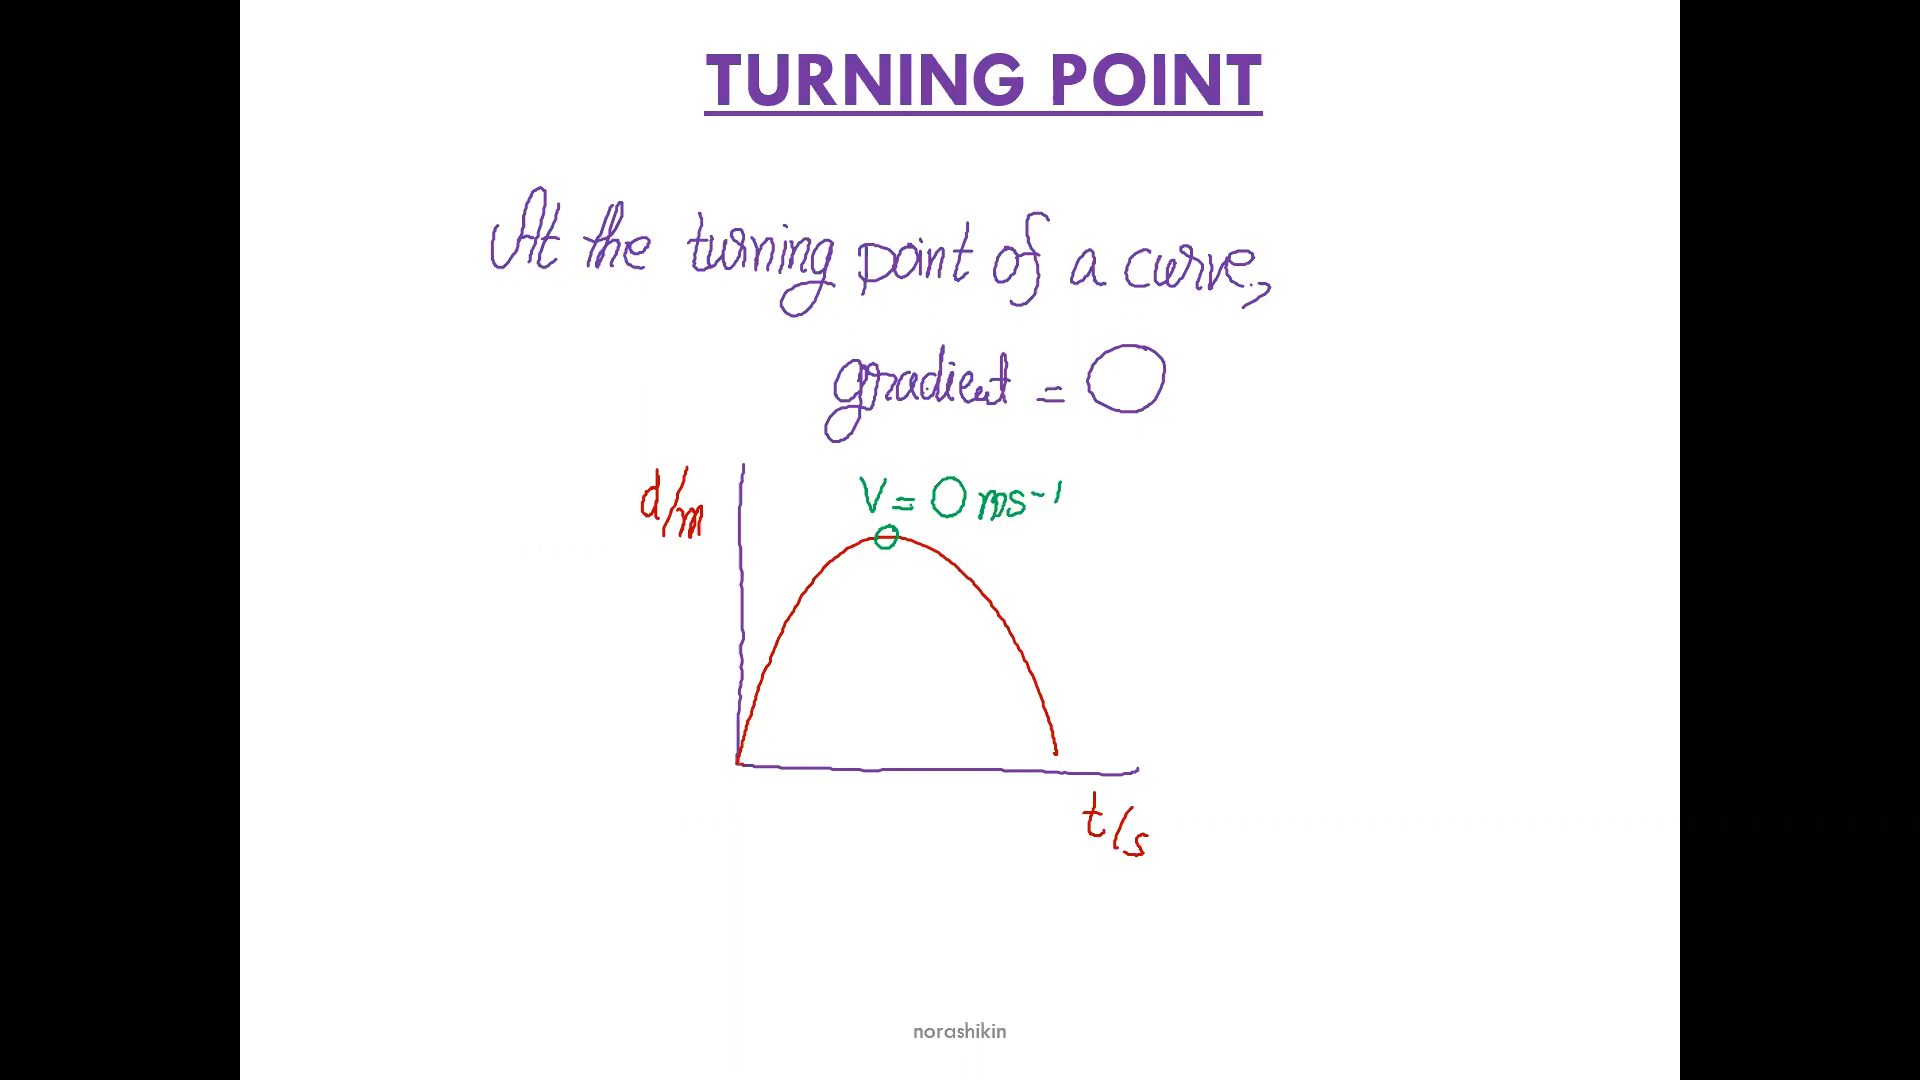 TURNING POINT
At the turning point of a curve,
gradient = 0
d/m
V = 0 ms⁻¹
t/s
norashikin